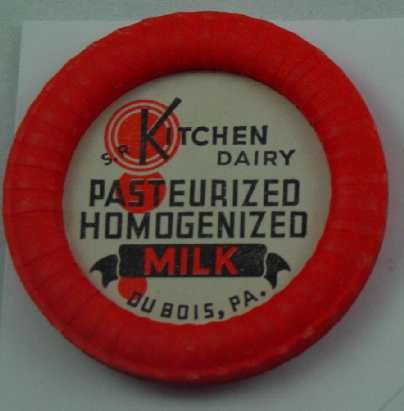 S-R KITCHEN
DAIRY
PASTEURIZED
HOMOGENIZED
MILK
DU BOIS, PA.